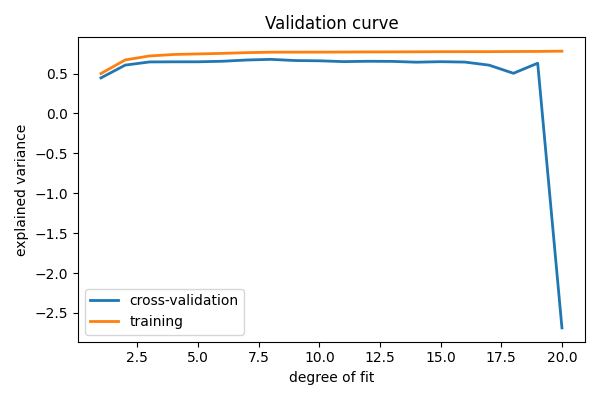 Validation curve
explained variance
0.5
0.0
−0.5
−1.0
−1.5
−2.0
−2.5
cross-validation
training
2.5 5.0 7.5 10.0 12.5 15.0 17.5 20.0
degree of fit